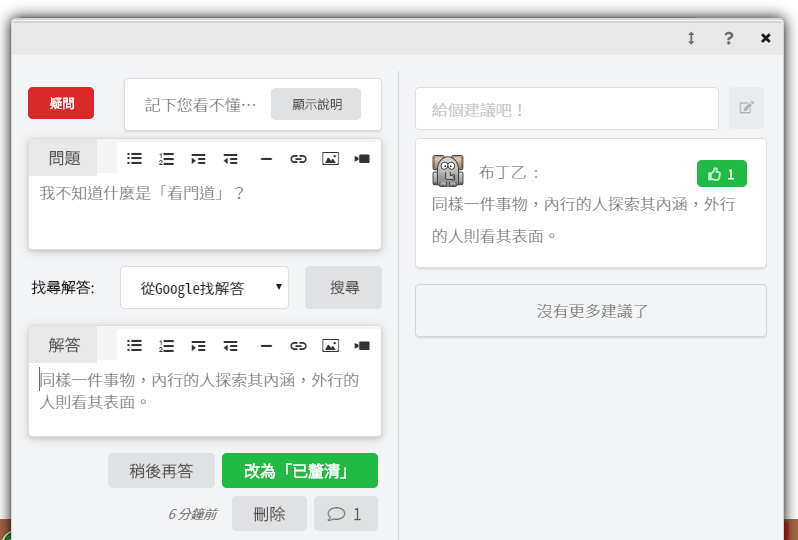 疑問
記下您看不懂…
顯示說明
問題
我不知道什麼是「看門道」？
找尋解答:
從Google找解答
搜尋
解答
同樣一件事物，內行的人探索其內涵，外行的
人則看其表面。
稍後再答
改為「已釐清」
6 分鐘前
刪除
1
給個建議吧！
布丁乙：
1
同樣一件事物，內行的人探索其內涵，外行
的人則看其表面。
沒有更多建議了